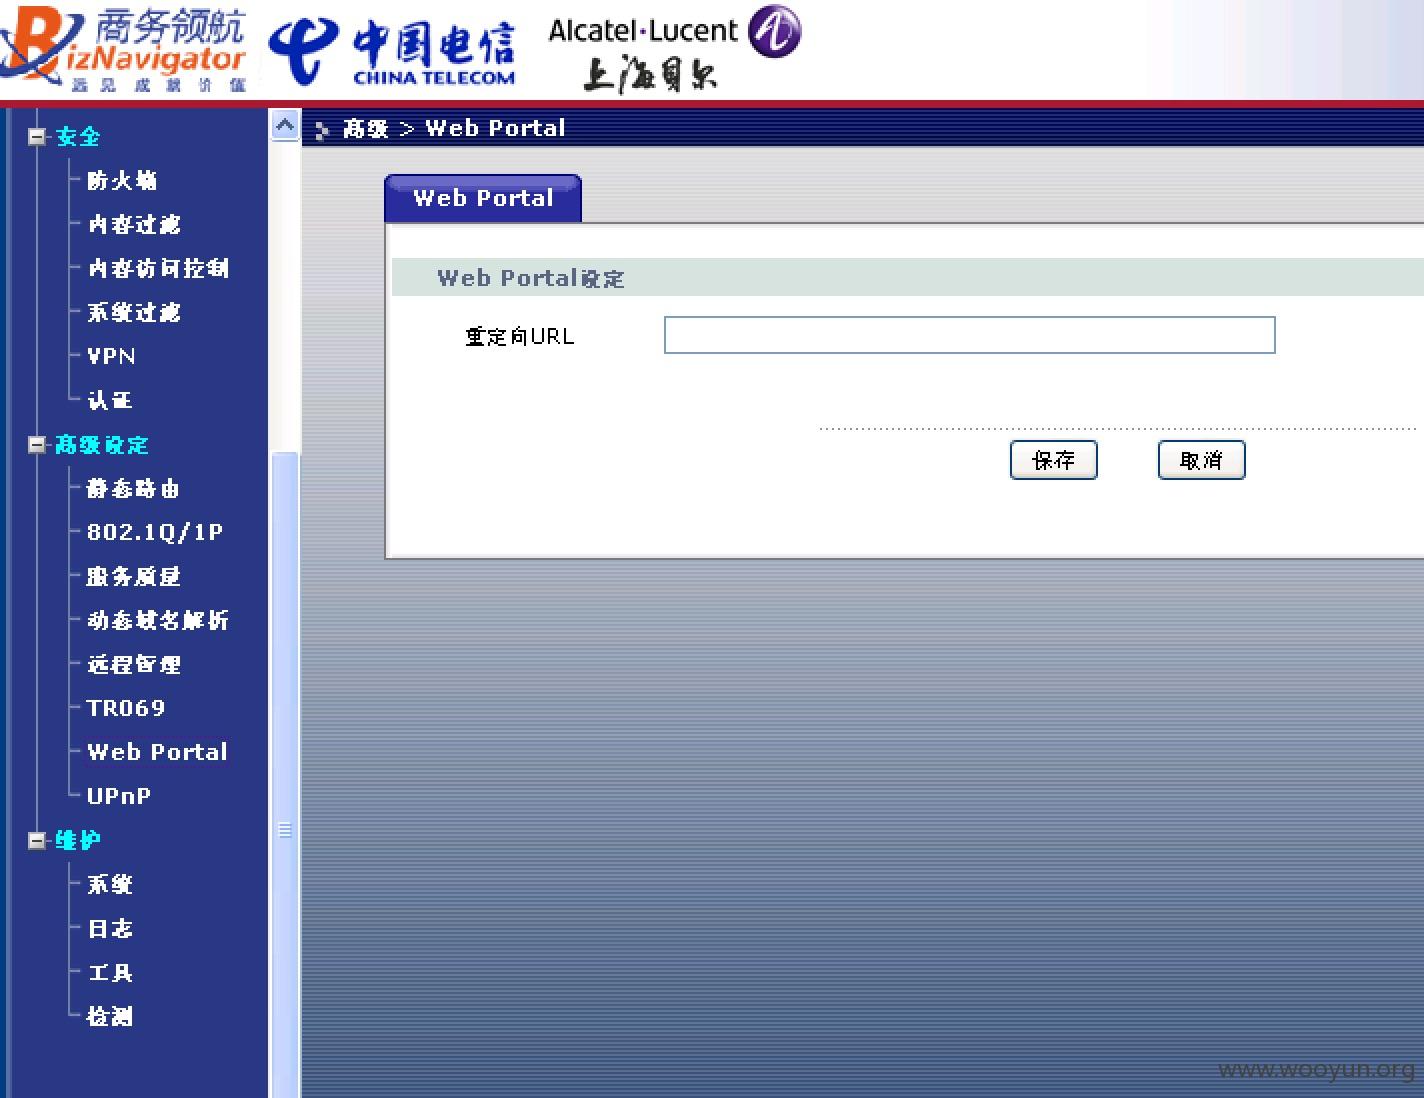 商务领航
BizNavigator
远见成就价值
中国电信
CHINA TELECOM
Alcatel·Lucent
上海贝尔
安全
防火墙
内容过滤
内容访问控制
系统过滤
VPN
认证
高级设定
静态路由
802.1Q/1P
服务质量
动态域名解析
远程管理
TR069
Web Portal
UPnP
维护
系统
日志
工具
检测
高级 > Web Portal
Web Portal
Web Portal设定
重定向URL
保存
取消
www.wooyun.org